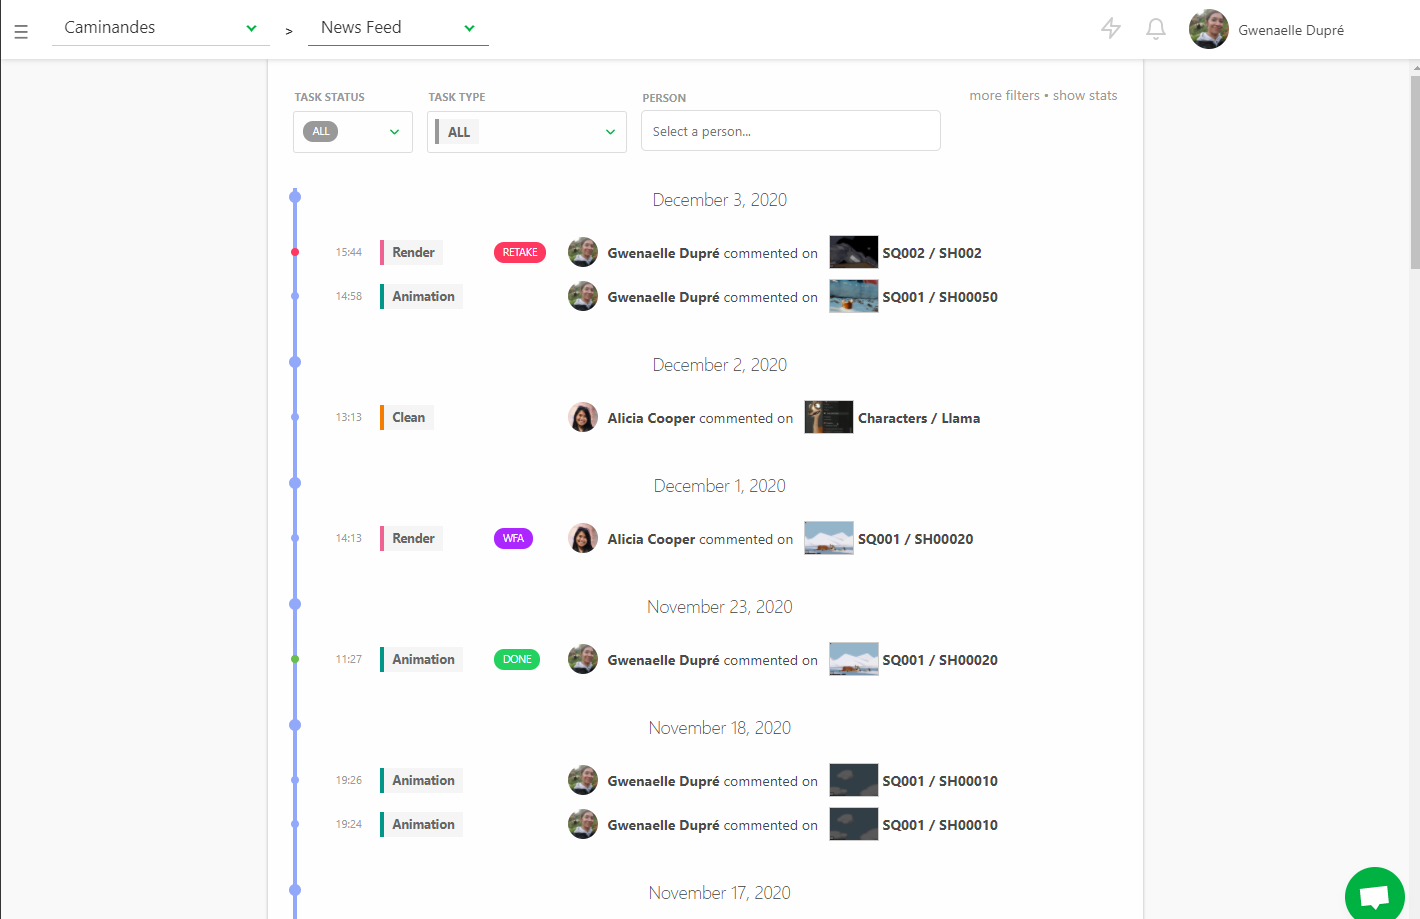 Caminandes > News Feed Gwenaelle Dupré
TASK STATUS TASK TYPE PERSON more filters • show stats
ALL ALL Select a person...
December 3, 2020
15:44 Render RETAKE Gwenaelle Dupré commented on SQ002 / SH002
14:58 Animation Gwenaelle Dupré commented on SQ001 / SH00050
December 2, 2020
13:13 Clean Alicia Cooper commented on Characters / Llama
December 1, 2020
14:13 Render WFA Alicia Cooper commented on SQ001 / SH00020
November 23, 2020
11:27 Animation DONE Gwenaelle Dupré commented on SQ001 / SH00020
November 18, 2020
19:26 Animation Gwenaelle Dupré commented on SQ001 / SH00010
19:24 Animation Gwenaelle Dupré commented on SQ001 / SH00010
November 17, 2020